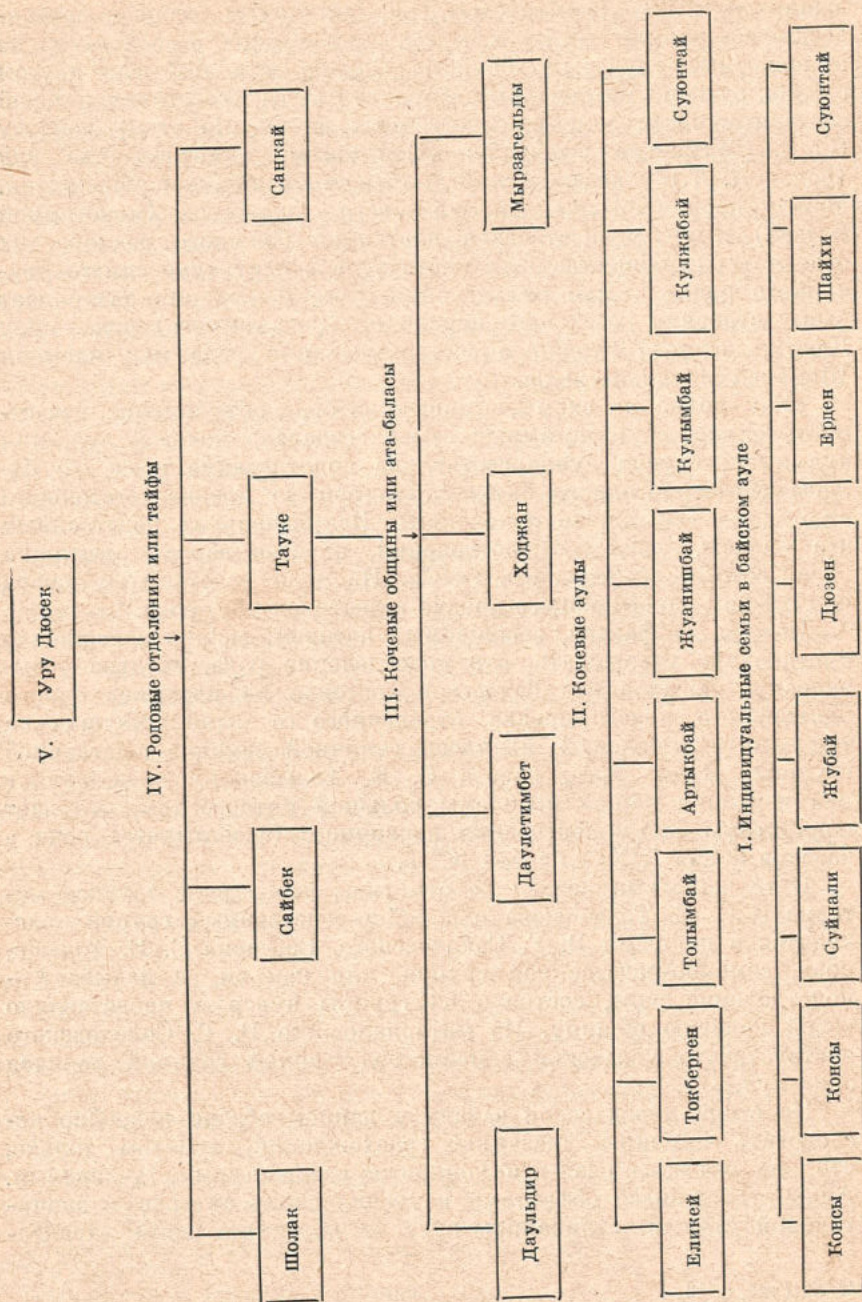 V. Уру Дюсек
IV. Родовые отделения или тайфы
Шолак Сайбек Тауке Санкай
III. Кочевые общины или ата-баласы
Даульдир Даулетимбет Ходжан Мырзагельды
II. Кочевые аулы
Еликей Токберген Толымбай Артыкбай Жуанишбай Кулымбай Кулжабай Суюнтай
I. Индивидуальные семьи в байском ауле
Консы Консы Суйнали Жубай Дюзен Ерден Шайхи Суюнтай